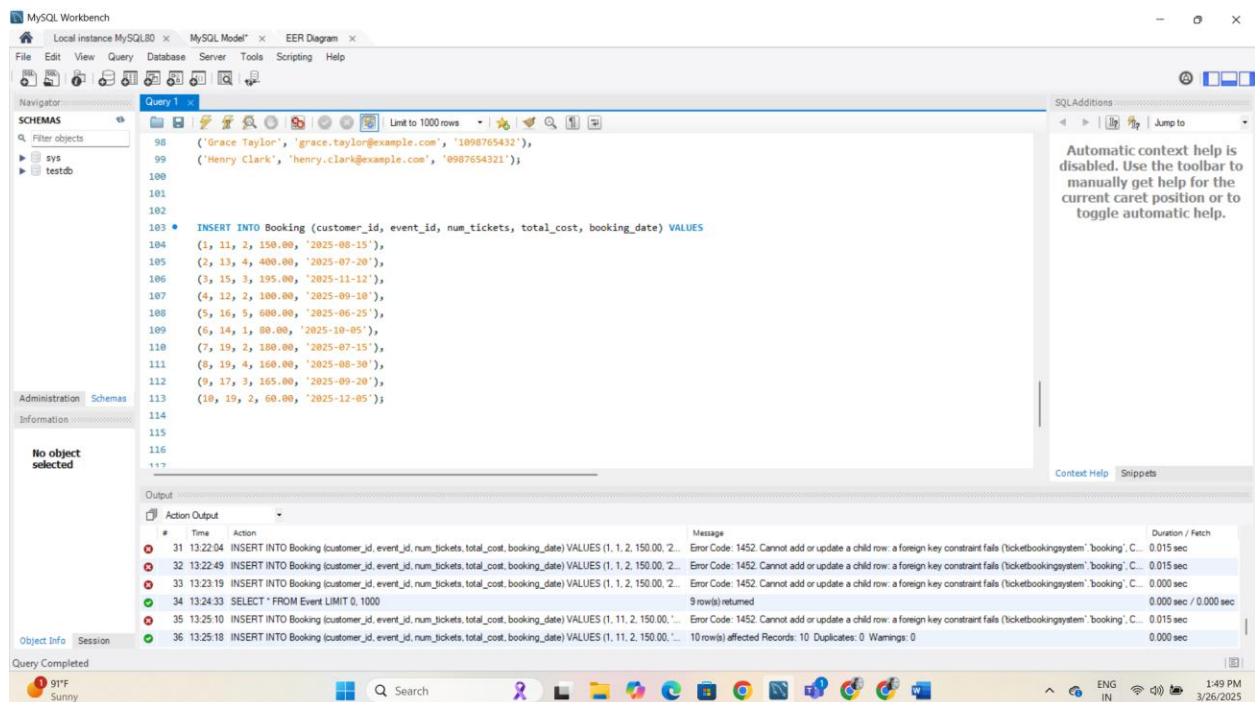 MySQL Workbench
Local instance MySQL80 × MySQL Model* × EER Diagram ×
File Edit View Query Database Server Tools Scripting Help
Navigator
SCHEMAS
Filter objects
sys
testdb
Administration Schemas
Information
No object
selected
Object Info Session
Query Completed
Query 1 ×
Limit to 1000 rows
98 ('Grace Taylor', 'grace.taylor@example.com', '1098765432'),
99 ('Henry Clark', 'henry.clark@example.com', '0987654321');
100
101
102
103 INSERT INTO Booking (customer_id, event_id, num_tickets, total_cost, booking_date) VALUES
104 (1, 11, 2, 150.00, '2025-08-15'),
105 (2, 13, 4, 400.00, '2025-07-20'),
106 (3, 15, 3, 195.00, '2025-11-12'),
107 (4, 12, 2, 100.00, '2025-09-10'),
108 (5, 16, 5, 600.00, '2025-06-25'),
109 (6, 14, 1, 80.00, '2025-10-05'),
110 (7, 19, 2, 180.00, '2025-07-15'),
111 (8, 19, 4, 160.00, '2025-08-30'),
112 (9, 17, 3, 165.00, '2025-09-20'),
113 (10, 19, 2, 60.00, '2025-12-05');
114
115
116
117
SQLAdditions
Jump to
Automatic context help is
disabled. Use the toolbar to
manually get help for the
current caret position or to
toggle automatic help.
Context Help Snippets
Output
Action Output
# Time Action Message Duration / Fetch
31 13:22:04 INSERT INTO Booking (customer_id, event_id, num_tickets, total_cost, booking_date) VALUES (1, 1, 2, 150.00, '2... Error Code: 1452. Cannot add or update a child row: a foreign key constraint fails (`ticketbookingsystem`.`booking`, C... 0.015 sec
32 13:22:49 INSERT INTO Booking (customer_id, event_id, num_tickets, total_cost, booking_date) VALUES (1, 1, 2, 150.00, '2... Error Code: 1452. Cannot add or update a child row: a foreign key constraint fails (`ticketbookingsystem`.`booking`, C... 0.015 sec
33 13:23:19 INSERT INTO Booking (customer_id, event_id, num_tickets, total_cost, booking_date) VALUES (1, 1, 2, 150.00, '2... Error Code: 1452. Cannot add or update a child row: a foreign key constraint fails (`ticketbookingsystem`.`booking`, C... 0.000 sec
34 13:24:33 SELECT * FROM Event LIMIT 0, 1000 9 row(s) returned 0.000 sec / 0.000 sec
35 13:25:10 INSERT INTO Booking (customer_id, event_id, num_tickets, total_cost, booking_date) VALUES (1, 11, 2, 150.00, '... Error Code: 1452. Cannot add or update a child row: a foreign key constraint fails (`ticketbookingsystem`.`booking`, C... 0.015 sec
36 13:25:18 INSERT INTO Booking (customer_id, event_id, num_tickets, total_cost, booking_date) VALUES (1, 11, 2, 150.00, '... 10 row(s) affected Records: 10 Duplicates: 0 Warnings: 0 0.000 sec
91°F
Sunny
Search
ENG
IN
1:49 PM
3/26/2025